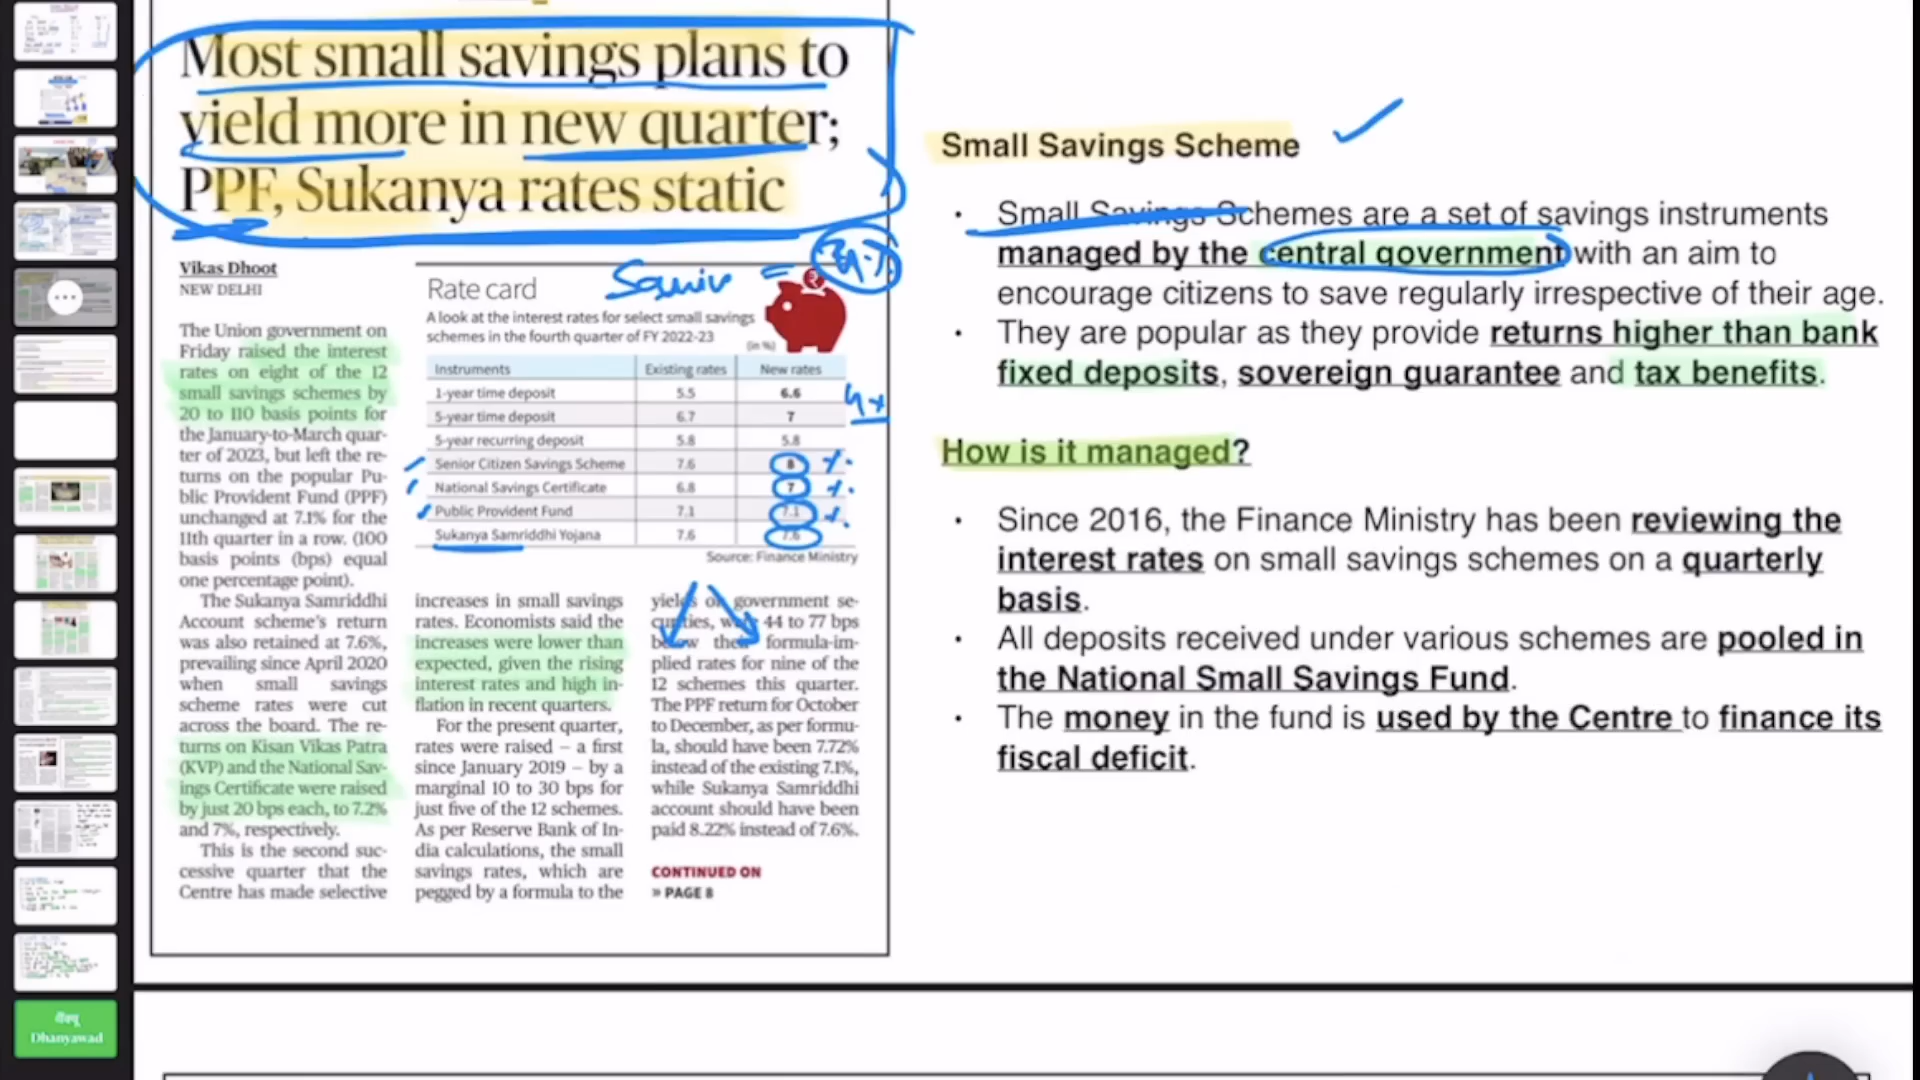 Most small savings plans to
yield more in new quarter;
PPF, Sukanya rates static
Vikas Dhoot
NEW DELHI
The Union government on
Friday raised the interest
rates on eight of the 12
small savings schemes by
20 to 110 basis points for
the January-to-March quar-
ter of 2023, but left the re-
turns on the popular Pu-
blic Provident Fund (PPF)
unchanged at 7.1% for the
11th quarter in a row. (100
basis points (bps) equal
one percentage point).
The Sukanya Samriddhi
Account scheme's return
was also retained at 7.6%,
prevailing since April 2020
when small savings
scheme rates were cut
across the board. The re-
turns on Kisan Vikas Patra
(KVP) and the National Sav-
ings Certificate were raised
by just 20 bps each, to 7.2%
and 7%, respectively.
This is the second suc-
cessive quarter that the
Centre has made selective
Rate card
A look at the interest rates for select small savings
schemes in the fourth quarter of FY 2022-23
(in %)
Instruments Existing rates New rates
1-year time deposit 5.5 6.6
5-year time deposit 6.7 7
5-year recurring deposit 5.8 5.8
Senior Citizen Savings Scheme 7.6 8 %.
National Savings Certificate 6.8 7 %.
Public Provident Fund 7.1 7.1 %.
Sukanya Samriddhi Yojana 7.6 7.6
Source: Finance Ministry
increases in small savings
rates. Economists said the
increases were lower than
expected, given the rising
interest rates and high in-
flation in recent quarters.
For the present quarter,
rates were raised – a first
since January 2019 – by a
marginal 10 to 30 bps for
just five of the 12 schemes.
As per Reserve Bank of In-
dia calculations, the small
savings rates, which are
pegged by a formula to the
yields on government se-
curities, were 44 to 77 bps
below their formula-im-
plied rates for nine of the
12 schemes this quarter.
The PPF return for October
to December, as per formu-
la, should have been 7.72%
instead of the existing 7.1%,
while Sukanya Samriddhi
account should have been
paid 8.22% instead of 7.6%.
CONTINUED ON
» PAGE 8
Small Savings Scheme
• Small Savings Schemes are a set of savings instruments
managed by the central government with an aim to
encourage citizens to save regularly irrespective of their age.
• They are popular as they provide returns higher than bank
fixed deposits, sovereign guarantee and tax benefits.
How is it managed?
• Since 2016, the Finance Ministry has been reviewing the
interest rates on small savings schemes on a quarterly
basis.
• All deposits received under various schemes are pooled in
the National Small Savings Fund.
• The money in the fund is used by the Centre to finance its
fiscal deficit.
Dhanyawad